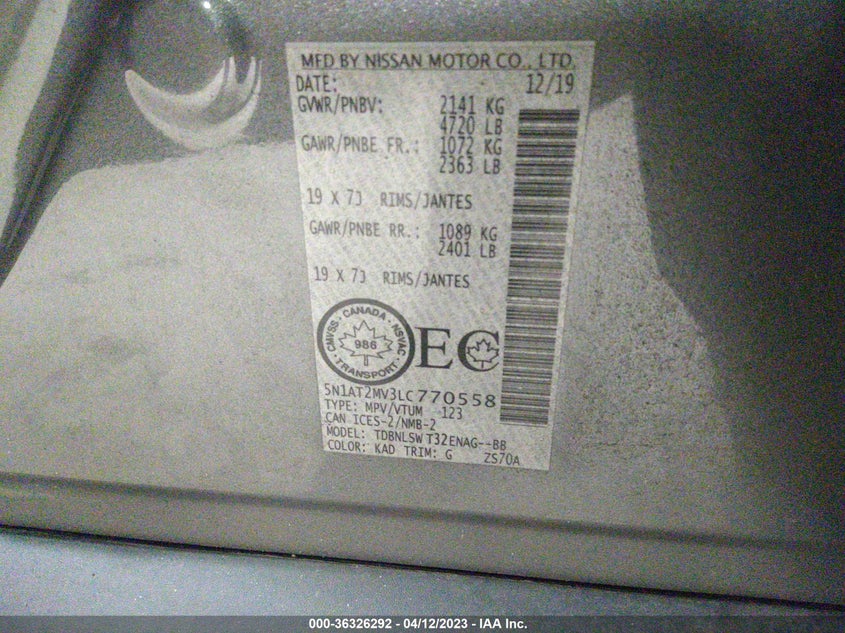 MFD BY NISSAN MOTOR CO., LTD.
DATE: 12/19
GVWR/PNBV: 2141 KG
4720 LB
GAWR/PNBE FR.: 1072 KG
2363 LB
19 X 7J RIMS/JANTES
GAWR/PNBE RR.: 1089 KG
2401 LB
19 X 7J RIMS/JANTES
CMVSS · CANADA · NSVAC
986
· TRANSPORT ·
EC
5N1AT2MV3LC770558
TYPE: MPV/VTUM 123
CAN ICES-2/NMB-2
MODEL: TDBNLSW T32ENAG--BB
COLOR: KAD TRIM: G ZS70A
000-36326292 - 04/12/2023 - IAA Inc.